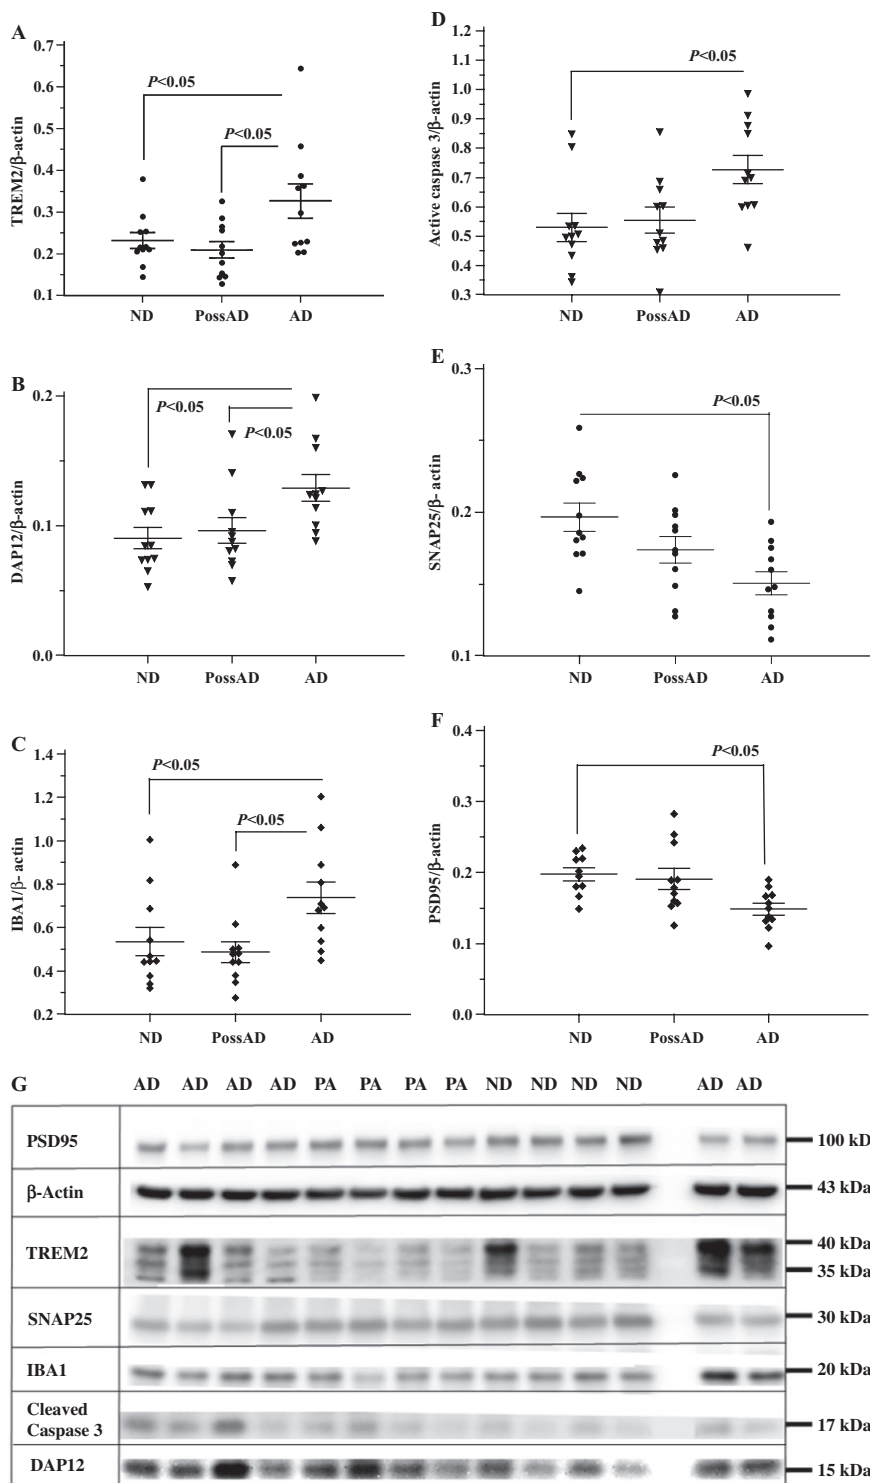 A
0.7
0.6
0.5
0.4
0.3
0.2
0.1
TREM2/β-actin
P<0.05
P<0.05
ND PossAD AD
D
1.2
1.1
1.0
0.9
0.8
0.7
0.6
0.5
0.4
0.3
Active caspase 3/β-actin
P<0.05
ND PossAD AD
B
0.2
0.1
0.0
DAP12/β-actin
P<0.05
P<0.05
ND PossAD AD
E
0.3
0.2
0.1
SNAP25/β- actin
P<0.05
ND PossAD AD
C
1.4
1.2
1.0
0.8
0.6
0.4
0.2
IBA1/β- actin
P<0.05
P<0.05
ND PossAD AD
F
0.4
0.3
0.2
0.1
0.0
PSD95/β-actin
P<0.05
ND PossAD AD
G
AD AD AD AD PA PA PA PA ND ND ND ND AD AD
PSD95 100 kD
β-Actin 43 kDa
TREM2 40 kDa
35 kDa
SNAP25 30 kDa
IBA1 20 kDa
Cleaved
Caspase 3 17 kDa
DAP12 15 kDa